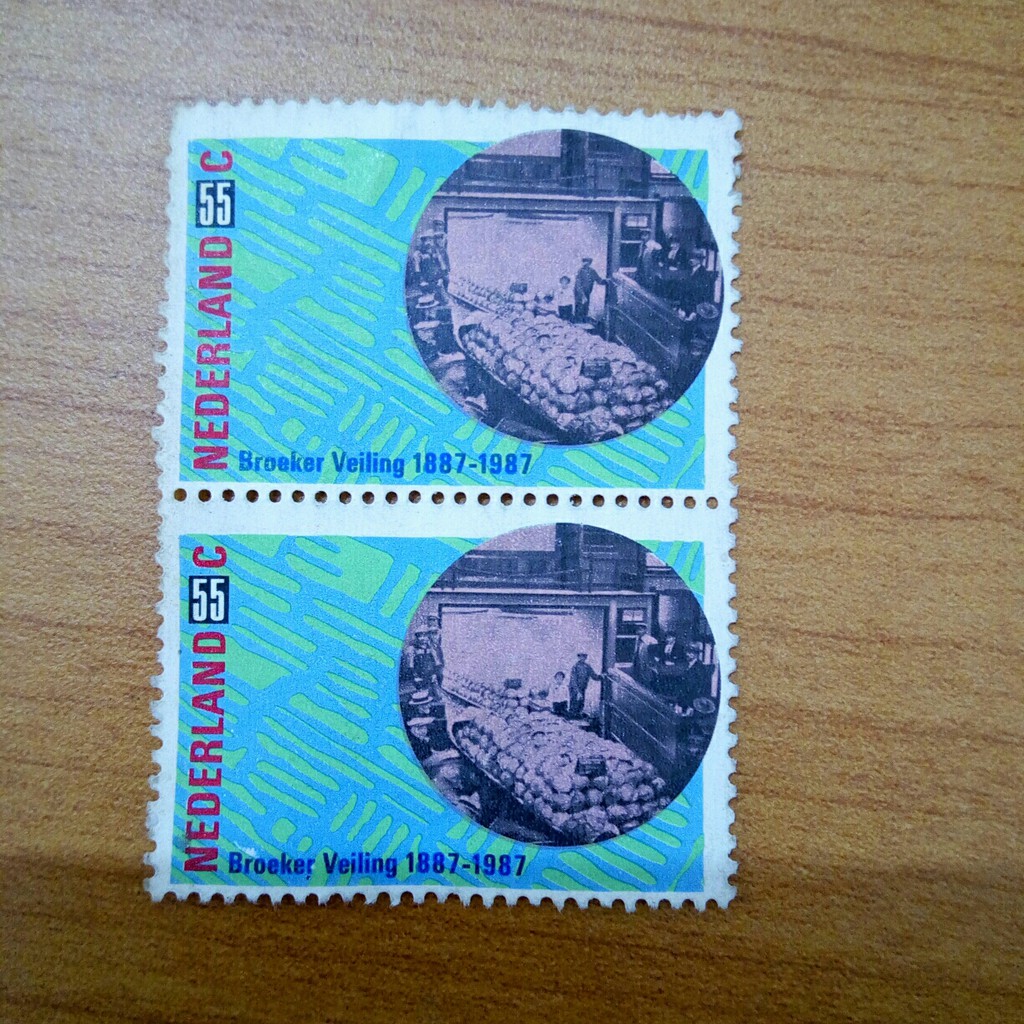 NEDERLAND 55 C
Broeker Veiling 1887-1987
NEDERLAND 55 C
Broeker Veiling 1887-1987